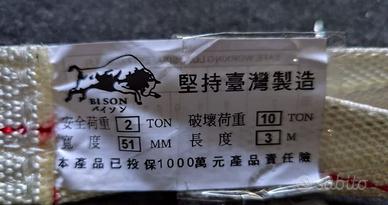 BISON
バイソン
堅持臺灣製造
安全荷重 2 TON 破壞荷重 10 TON
寬度 51 MM 長度 3 M
本產品已投保1000萬元產品責任險
subito